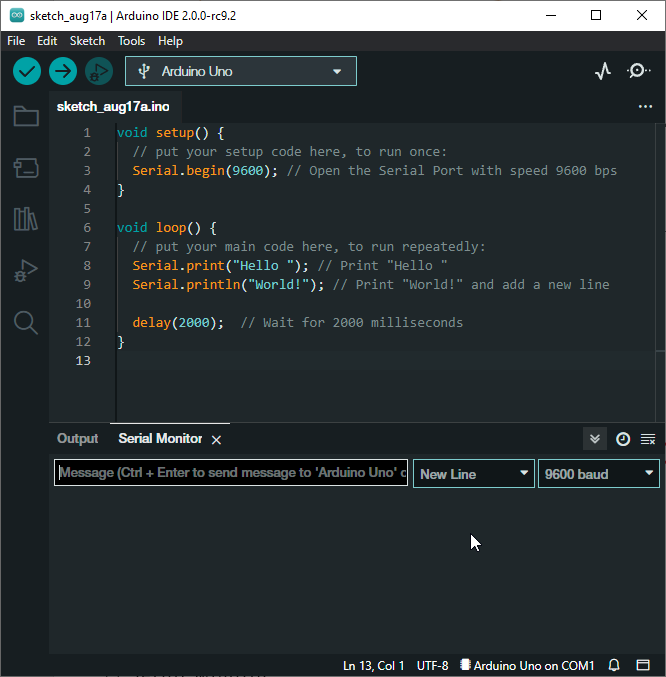 sketch_aug17a | Arduino IDE 2.0.0-rc9.2
File Edit Sketch Tools Help
Arduino Uno
sketch_aug17a.ino
1 void setup() {
2 // put your setup code here, to run once:
3 Serial.begin(9600); // Open the Serial Port with speed 9600 bps
4 }
5
6 void loop() {
7 // put your main code here, to run repeatedly:
8 Serial.print("Hello "); // Print "Hello "
9 Serial.println("World!"); // Print "World!" and add a new line
10
11 delay(2000);  // Wait for 2000 milliseconds
12 }
13
Output Serial Monitor
Message (Ctrl + Enter to send message to 'Arduino Uno' o New Line 9600 baud
Ln 13, Col 1 UTF-8 Arduino Uno on COM1